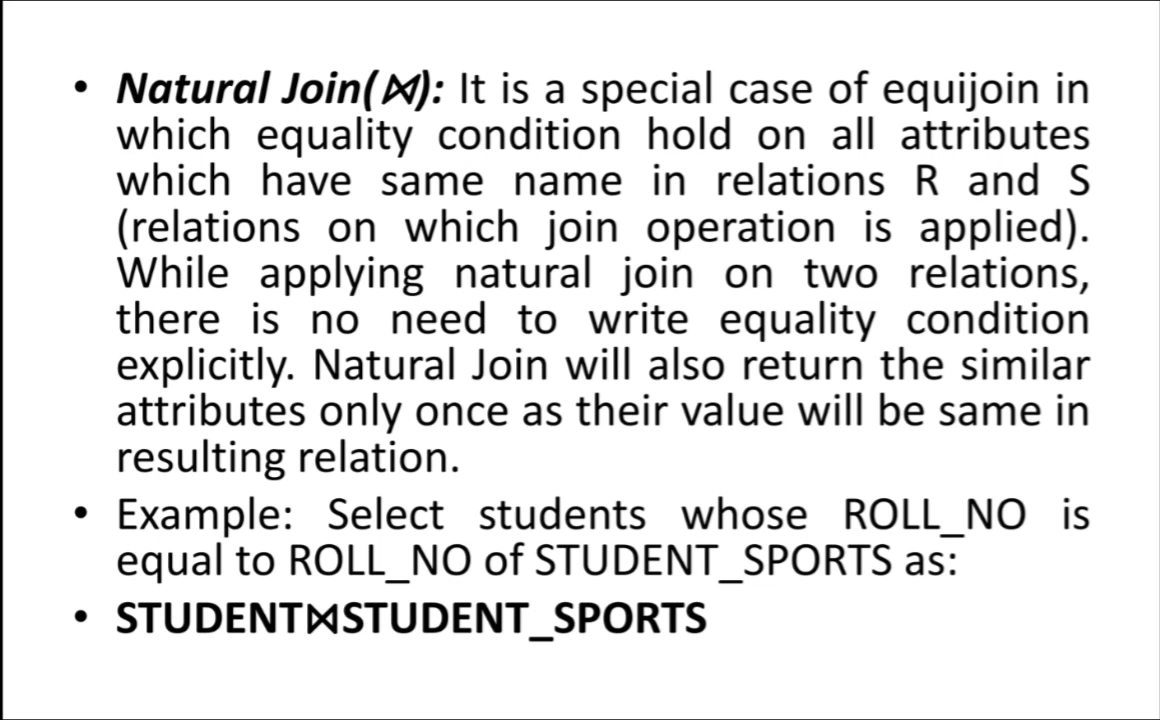 • Natural Join(⋈): It is a special case of equijoin in
which equality condition hold on all attributes
which have same name in relations R and S
(relations on which join operation is applied).
While applying natural join on two relations,
there is no need to write equality condition
explicitly. Natural Join will also return the similar
attributes only once as their value will be same in
resulting relation.
• Example: Select students whose ROLL_NO is
equal to ROLL_NO of STUDENT_SPORTS as:
• STUDENT⋈STUDENT_SPORTS